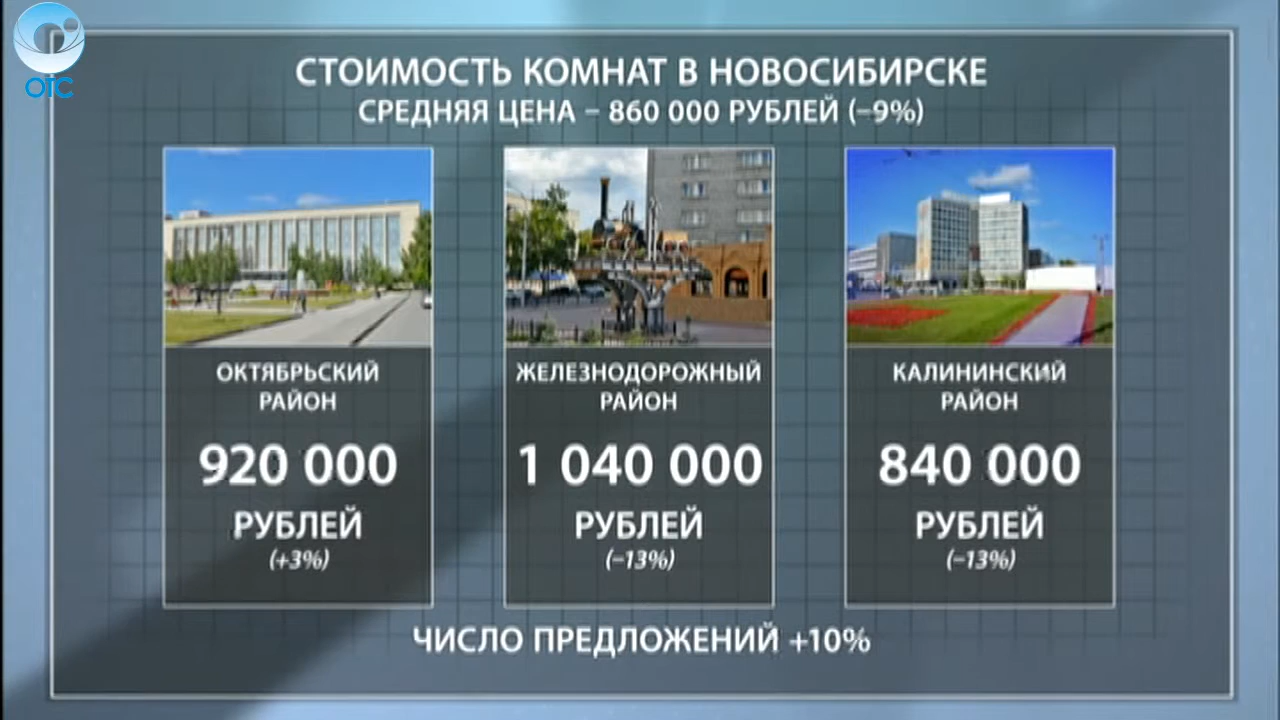 ОТС
СТОИМОСТЬ КОМНАТ В НОВОСИБИРСКЕ
СРЕДНЯЯ ЦЕНА – 860 000 РУБЛЕЙ (–9%)
ОКТЯБРЬСКИЙ
РАЙОН
920 000
РУБЛЕЙ
(+3%)
ЖЕЛЕЗНОДОРОЖНЫЙ
РАЙОН
1 040 000
РУБЛЕЙ
(–13%)
КАЛИНИНСКИЙ
РАЙОН
840 000
РУБЛЕЙ
(–13%)
ЧИСЛО ПРЕДЛОЖЕНИЙ +10%